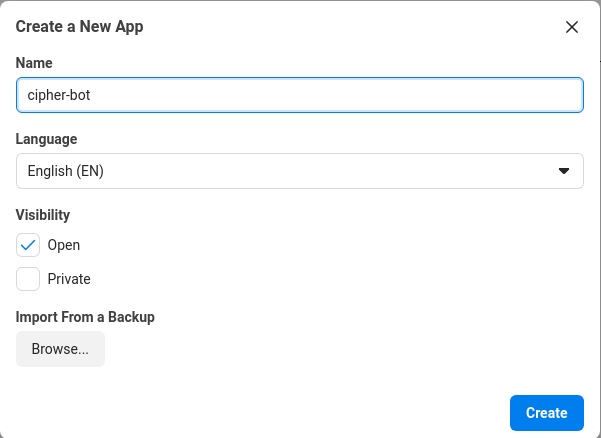 Create a New App
Name
cipher-bot
Language
English (EN)
Visibility
Open
Private
Import From a Backup
Browse...
Create